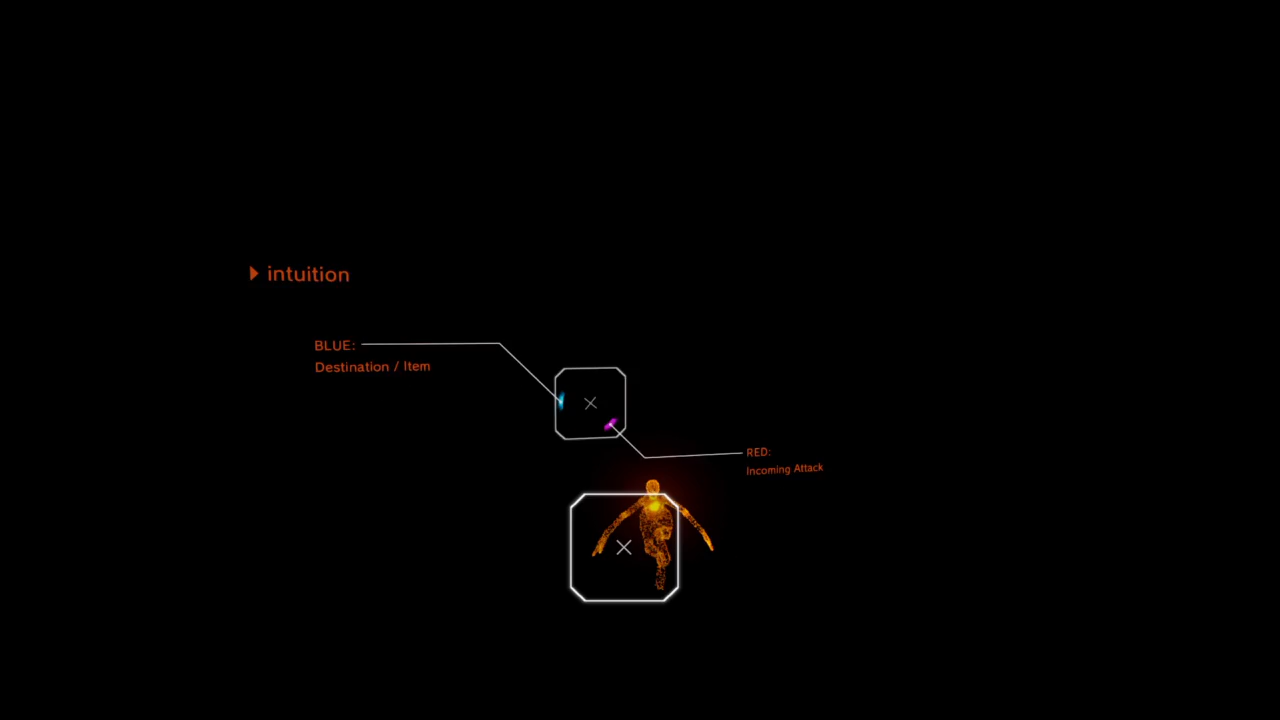 intuition
BLUE:
Destination / Item
RED:
Incoming Attack